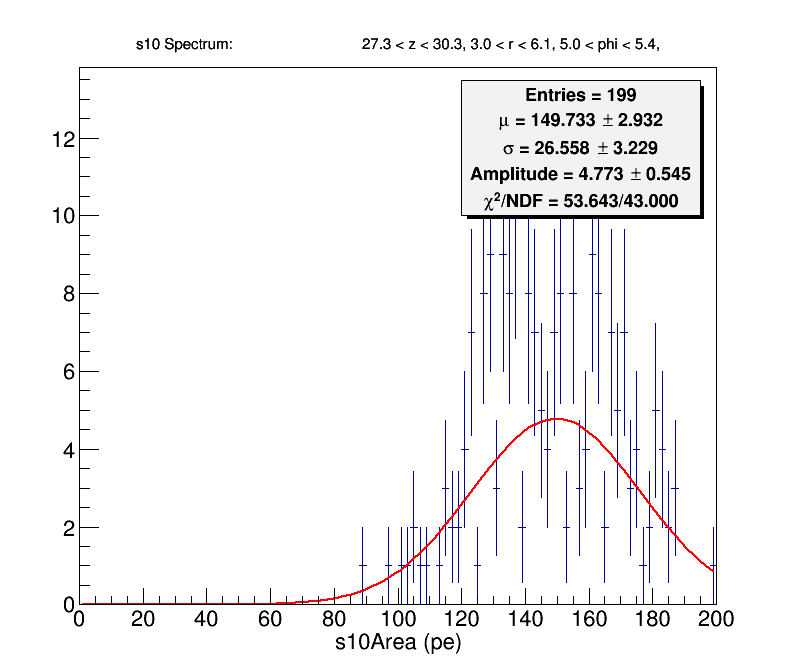 s10 Spectrum: 27.3 < z < 30.3, 3.0 < r < 6.1, 5.0 < phi < 5.4,
Entries = 199
μ = 149.733 ± 2.932
σ = 26.558 ± 3.229
Amplitude = 4.773 ± 0.545
χ²/NDF = 53.643/43.000
12
10
8
6
4
2
0
0 20 40 60 80 100 120 140 160 180 200
s10Area (pe)